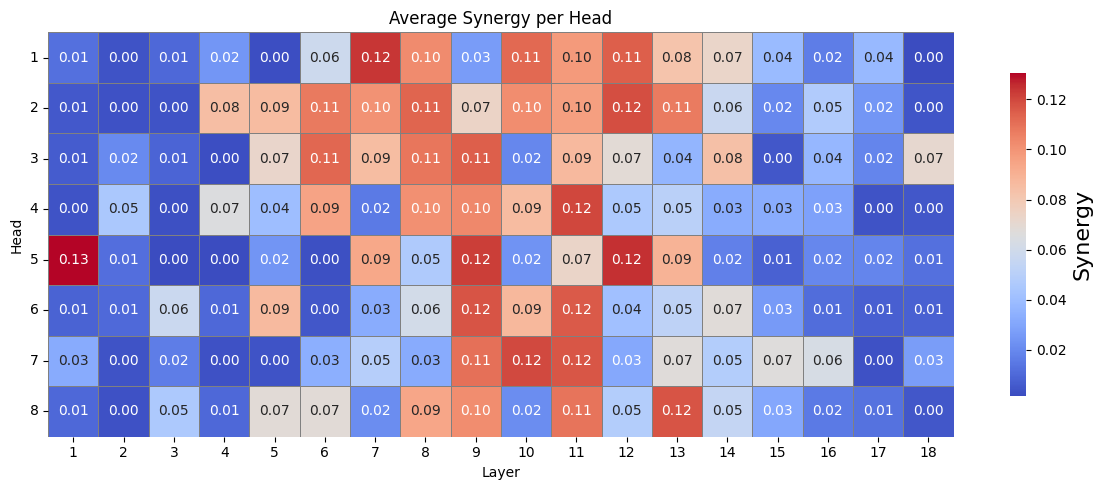 Average Synergy per Head
1 0.01 0.00 0.01 0.02 0.00 0.06 0.12 0.10 0.03 0.11 0.10 0.11 0.08 0.07 0.04 0.02 0.04 0.00
2 0.01 0.00 0.00 0.08 0.09 0.11 0.10 0.11 0.07 0.10 0.10 0.12 0.11 0.06 0.02 0.05 0.02 0.00
3 0.01 0.02 0.01 0.00 0.07 0.11 0.09 0.11 0.11 0.02 0.09 0.07 0.04 0.08 0.00 0.04 0.02 0.07
4 0.00 0.05 0.00 0.07 0.04 0.09 0.02 0.10 0.10 0.09 0.12 0.05 0.05 0.03 0.03 0.03 0.00 0.00
5 0.13 0.01 0.00 0.00 0.02 0.00 0.09 0.05 0.12 0.02 0.07 0.12 0.09 0.02 0.01 0.02 0.02 0.01
6 0.01 0.01 0.06 0.01 0.09 0.00 0.03 0.06 0.12 0.09 0.12 0.04 0.05 0.07 0.03 0.01 0.01 0.01
7 0.03 0.00 0.02 0.00 0.00 0.03 0.05 0.03 0.11 0.12 0.12 0.03 0.07 0.05 0.07 0.06 0.00 0.03
8 0.01 0.00 0.05 0.01 0.07 0.07 0.02 0.09 0.10 0.02 0.11 0.05 0.12 0.05 0.03 0.02 0.01 0.00
1 2 3 4 5 6 7 8 9 10 11 12 13 14 15 16 17 18
Layer
Head
0.12
0.10
0.08
0.06
0.04
0.02
Synergy